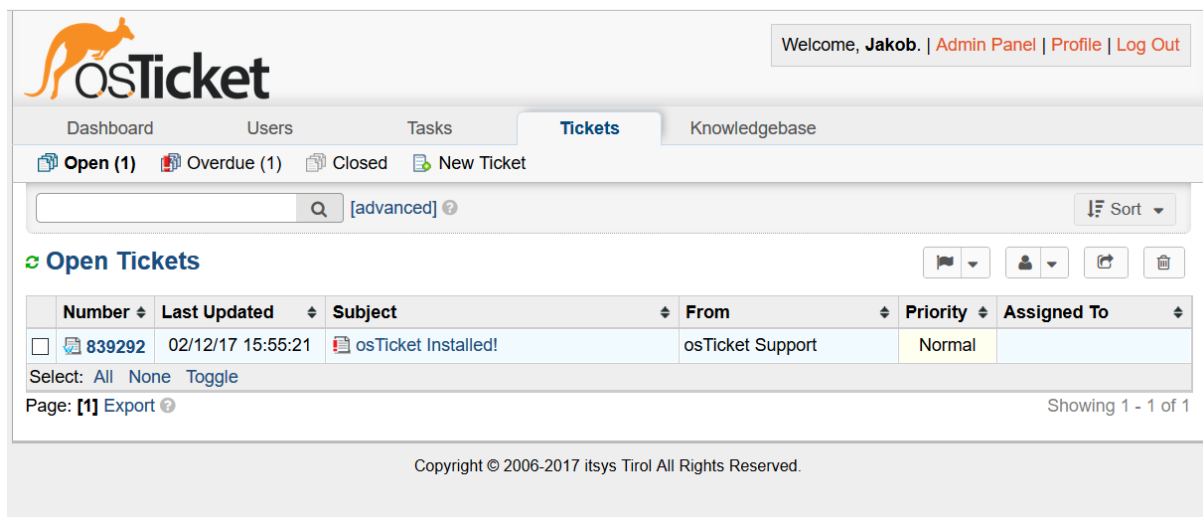 osTicket
Welcome, Jakob. | Admin Panel | Profile | Log Out
Dashboard Users Tasks Tickets Knowledgebase
Open (1) Overdue (1) Closed New Ticket
[advanced] Sort
Open Tickets
Number Last Updated Subject From Priority Assigned To
839292 02/12/17 15:55:21 osTicket Installed! osTicket Support Normal
Select: All None Toggle
Page: [1] Export Showing 1 - 1 of 1
Copyright © 2006-2017 itsys Tirol All Rights Reserved.